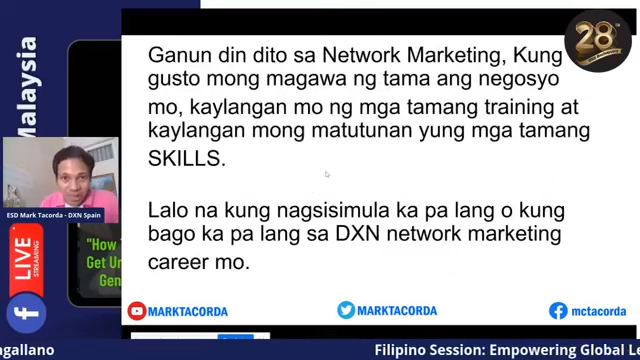 Malaysia
28
Ganun din dito sa Network Marketing, Kung
gusto mong magawa ng tama ang negosyo
mo, kaylangan mo ng mga tamang training at
kaylangan mong matutunan yung mga tamang
SKILLS.
Lalo na kung nagsisimula ka pa lang o kung
bago ka pa lang sa DXN network marketing
career mo.
ESD Mark Tacorda - DXN Spain
LIVE
STREAMING
f
"How T
Get Un
Gen
MARKTACORDA
MARKTACORDA
mctacorda
agallano
Filipino Session: Empowering Global Le